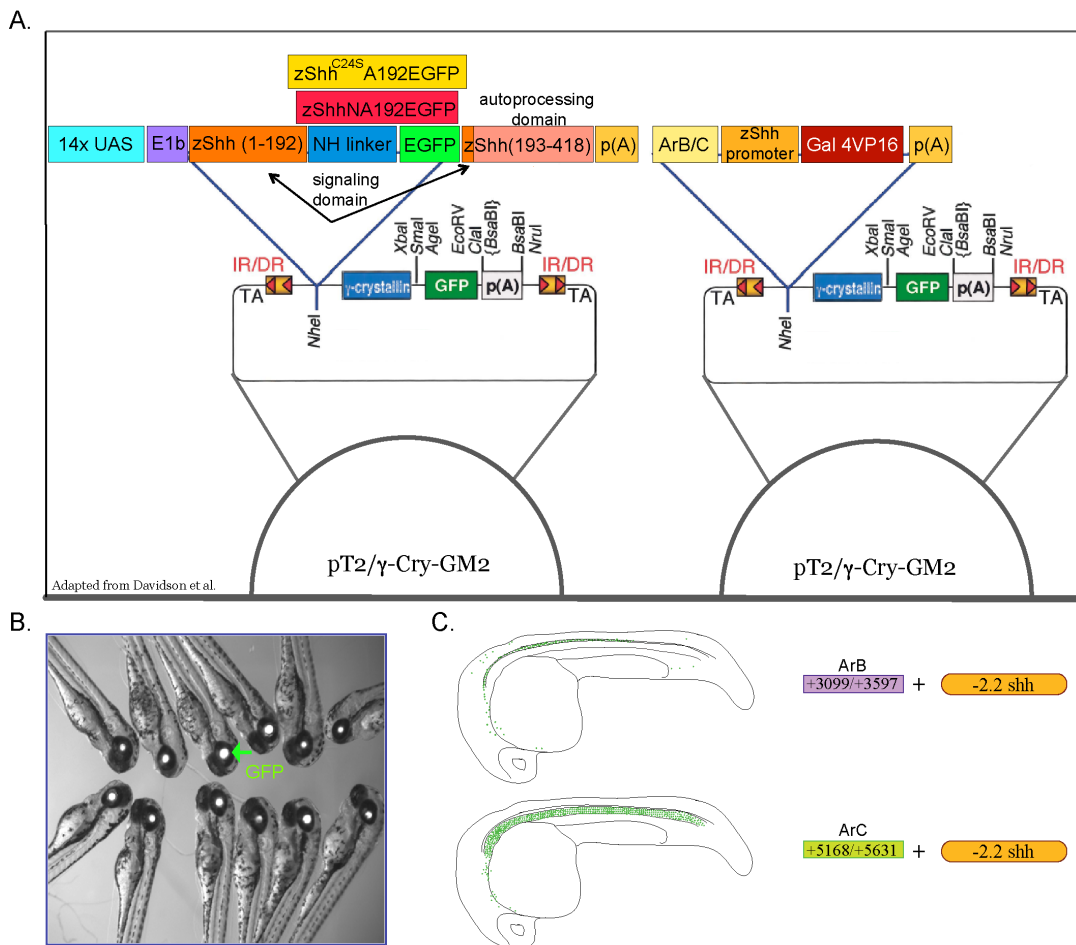 A.
zShh^C24S A192EGFP
zShhNA192EGFP
autoprocessing
domain
14x UAS
E1b
zShh (1-192)
NH linker
EGFP
zShh(193-418)
p(A)
ArB/C
zShh
promoter
Gal 4VP16
p(A)
signaling
domain
XbaI
SmaI
AgeI
EcoRV
ClaI
{BsaBI}
BsaBI
NruI
IR/DR
TA
γ-crystallin
GFP
p(A)
IR/DR
TA
NheI
XbaI
SmaI
AgeI
EcoRV
ClaI
{BsaBI}
BsaBI
NruI
IR/DR
TA
γ-crystallin
GFP
p(A)
IR/DR
TA
NheI
pT2/γ-Cry-GM2
pT2/γ-Cry-GM2
Adapted from Davidson et al.
B.
GFP
C.
ArB
+3099/+3597
+
-2.2 shh
ArC
+5168/+5631
+
-2.2 shh